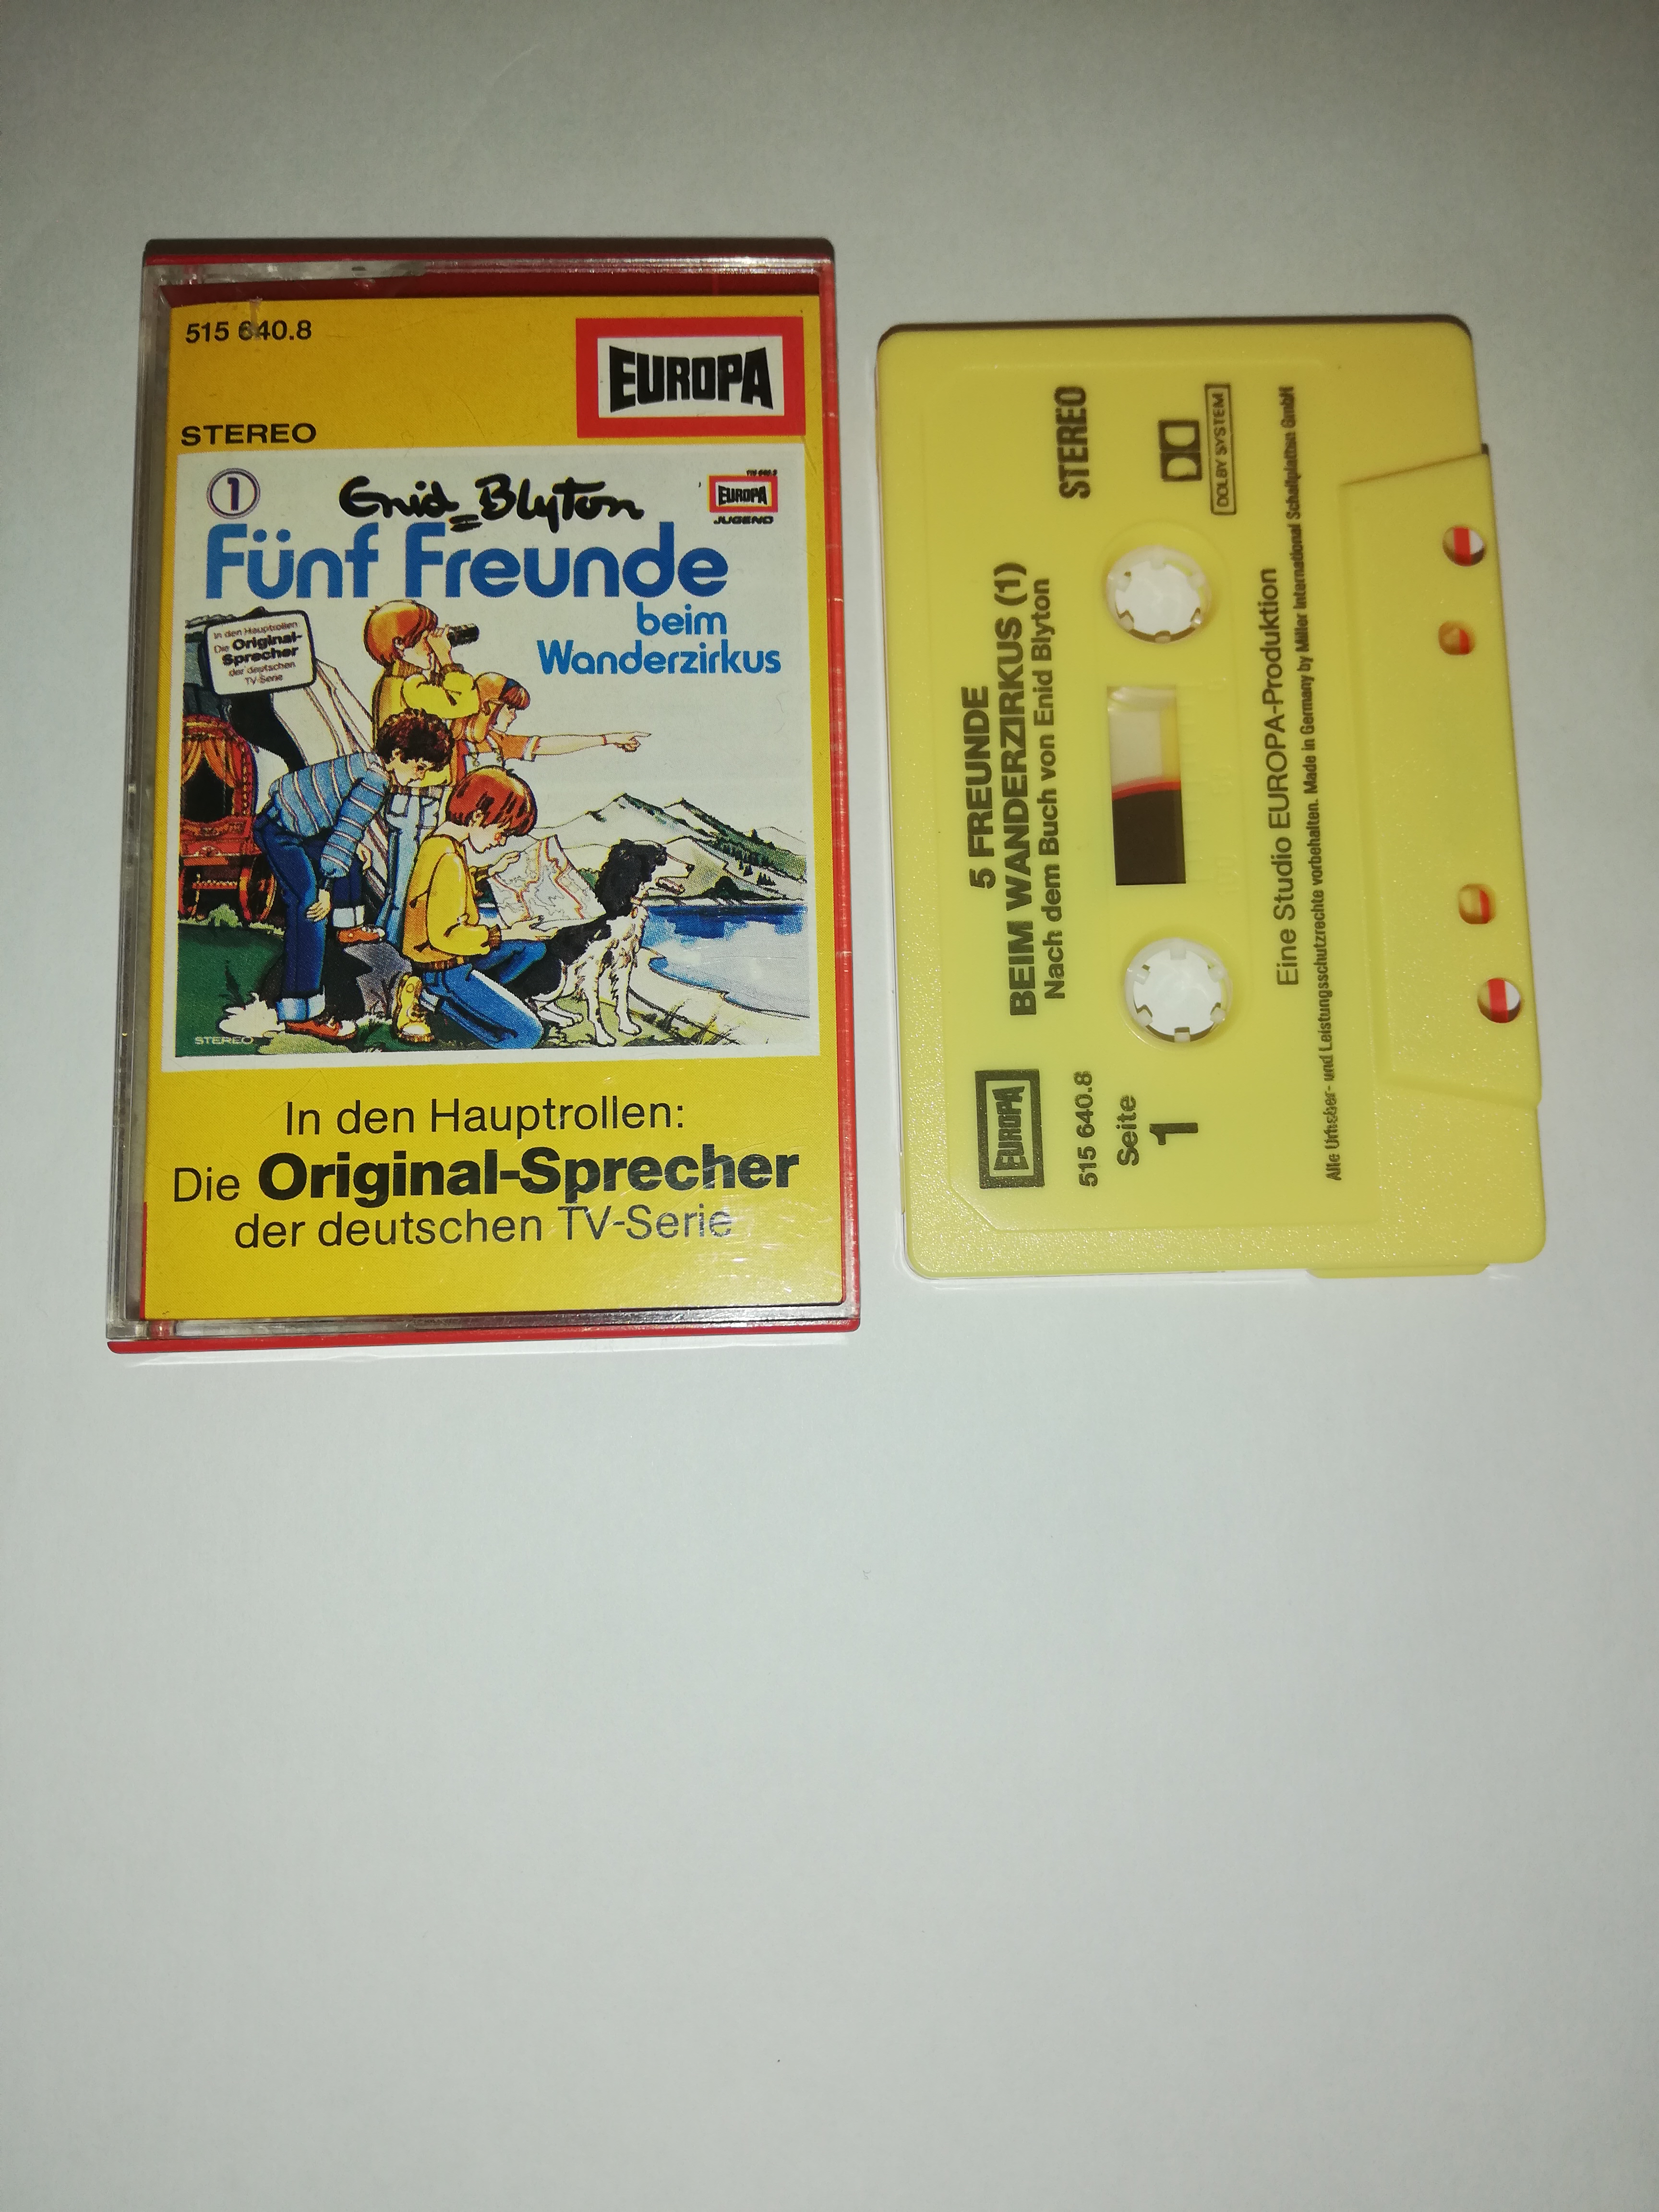 515 640.8
EUROPA
STEREO
1
Enid Blyton
EUROPA
JUGEND
Fünf Freunde
beim
Wanderzirkus
In den Hauptrollen
Die Original-
Sprecher
der deutschen
TV-Serie
STEREO
In den Hauptrollen:
Die Original-Sprecher
der deutschen TV-Serie
5 FREUNDE
BEIM WANDERZIRKUS (1)
Nach dem Buch von Enid Blyton
STEREO
DOLBY SYSTEM
EUROPA
515 640.8
Seite
1
Eine Studio EUROPA-Produktion
Alle Urheber- und Leistungsschutzrechte vorbehalten. Made in Germany by Miller International Schallplatten GmbH